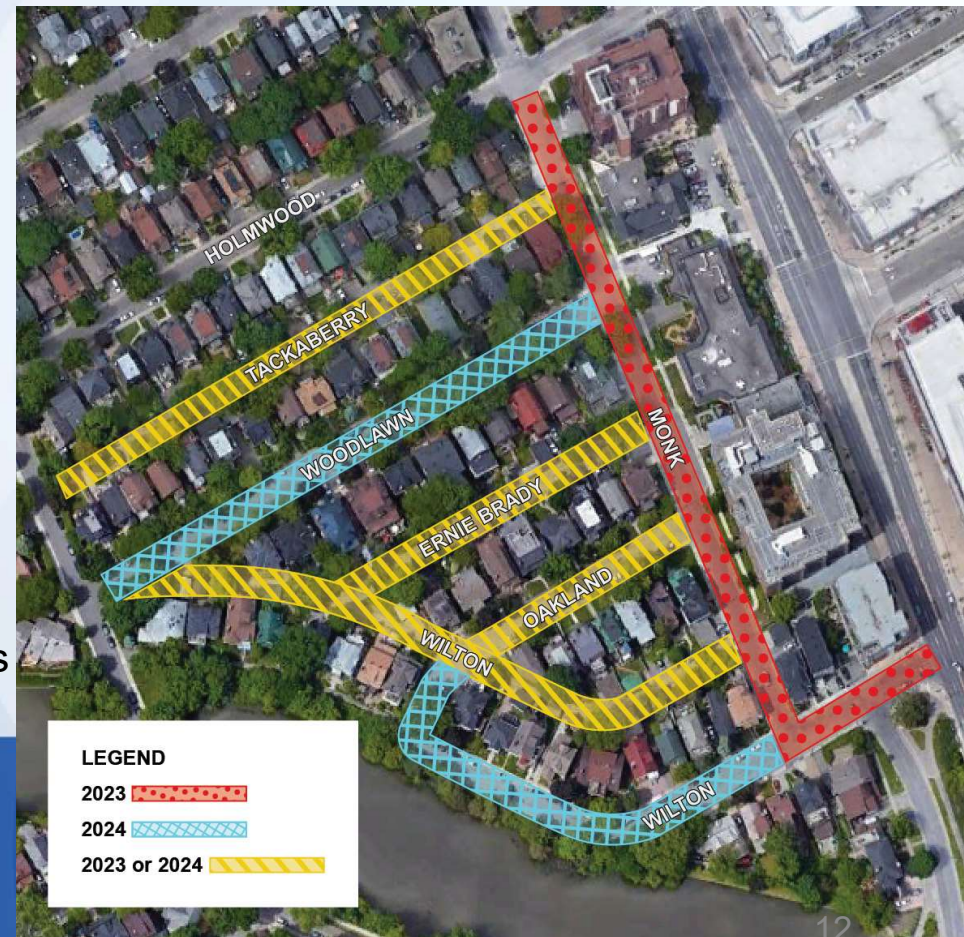 HOLMWOOD
TACKABERRY
WOODLAWN
MONK
ERNIE BRADY
OAKLAND
WILTON
s
WILTON
LEGEND
2023
2024
2023 or 2024
12